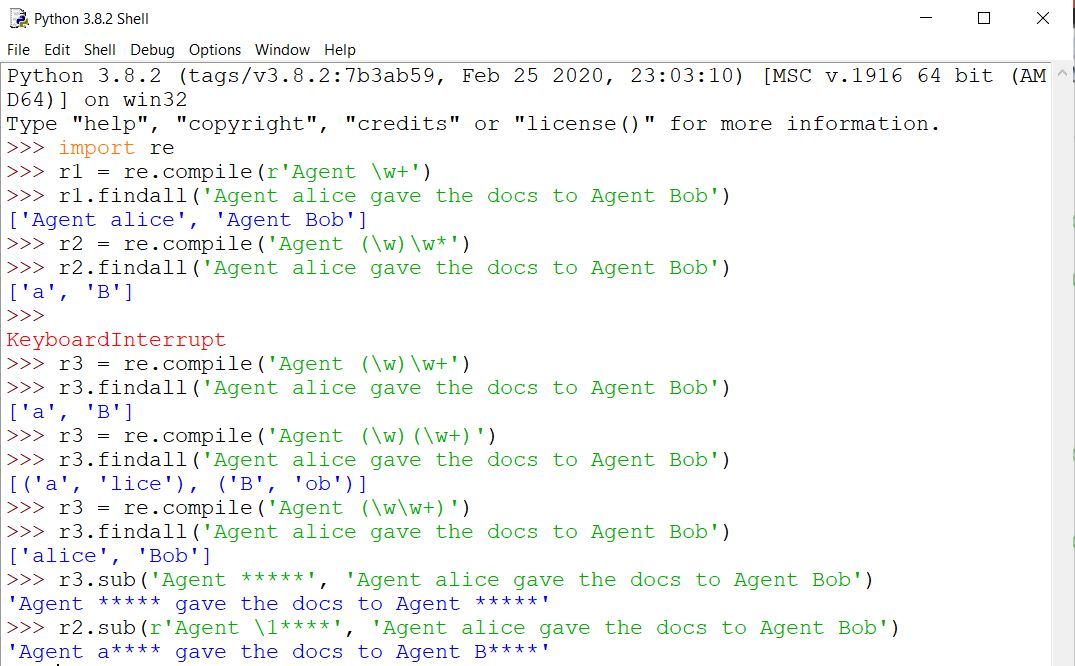 Python 3.8.2 Shell
File Edit Shell Debug Options Window Help
Python 3.8.2 (tags/v3.8.2:7b3ab59, Feb 25 2020, 23:03:10) [MSC v.1916 64 bit (AM
D64)] on win32
Type "help", "copyright", "credits" or "license()" for more information.
>>> import re
>>> r1 = re.compile(r'Agent \w+')
>>> r1.findall('Agent alice gave the docs to Agent Bob')
['Agent alice', 'Agent Bob']
>>> r2 = re.compile('Agent (\w)\w*')
>>> r2.findall('Agent alice gave the docs to Agent Bob')
['a', 'B']
>>>
KeyboardInterrupt
>>> r3 = re.compile('Agent (\w)\w+')
>>> r3.findall('Agent alice gave the docs to Agent Bob')
['a', 'B']
>>> r3 = re.compile('Agent (\w)(\w+)')
>>> r3.findall('Agent alice gave the docs to Agent Bob')
[('a', 'lice'), ('B', 'ob')]
>>> r3 = re.compile('Agent (\w\w+)')
>>> r3.findall('Agent alice gave the docs to Agent Bob')
['alice', 'Bob']
>>> r3.sub('Agent *****', 'Agent alice gave the docs to Agent Bob')
'Agent ***** gave the docs to Agent *****'
>>> r2.sub(r'Agent \1****', 'Agent alice gave the docs to Agent Bob')
'Agent a**** gave the docs to Agent B****'